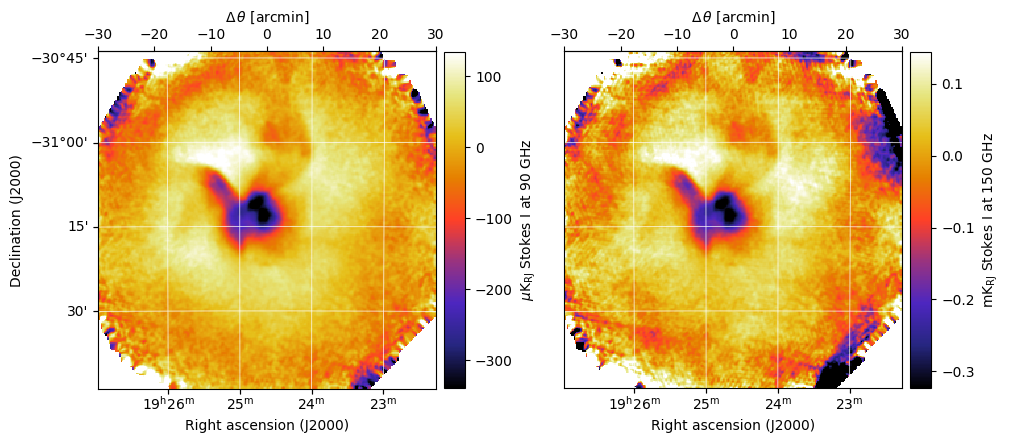 Δ θ [arcmin]
−30 −20 −10 0 10 20 30
−30°45'
−31°00'
15'
30'
Declination (J2000)
19ʰ26ᵐ 25ᵐ 24ᵐ 23ᵐ
Right ascension (J2000)
100
0
−100
−200
−300
μK_RJ Stokes I at 90 GHz
Δ θ [arcmin]
−30 −20 −10 0 10 20 30
19ʰ26ᵐ 25ᵐ 24ᵐ 23ᵐ
Right ascension (J2000)
0.1
0.0
−0.1
−0.2
−0.3
mK_RJ Stokes I at 150 GHz